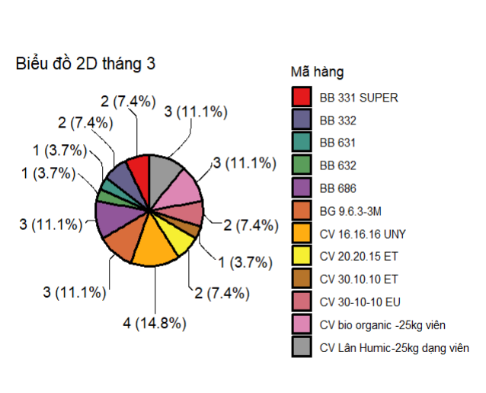 Biểu đồ 2D tháng 3
2 (7.4%)
3 (11.1%)
2 (7.4%)
1 (3.7%)
3 (11.1%)
1 (3.7%)
3 (11.1%)
2 (7.4%)
1 (3.7%)
3 (11.1%)
2 (7.4%)
4 (14.8%)
Mã hàng
BB 331 SUPER
BB 332
BB 631
BB 632
BB 686
BG 9.6.3-3M
CV 16.16.16 UNY
CV 20.20.15 ET
CV 30.10.10 ET
CV 30-10-10 EU
CV bio organic -25kg viên
CV Lân Humic-25kg dạng viên